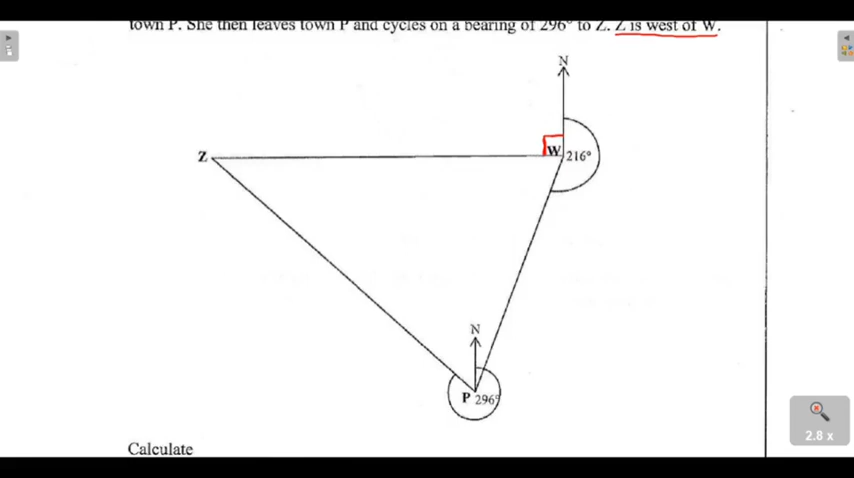 town P. She then leaves town P and cycles on a bearing of 296° to Z. Z is west of W.
N
Z
W
216°
N
P 296°
Calculate
2.8 x